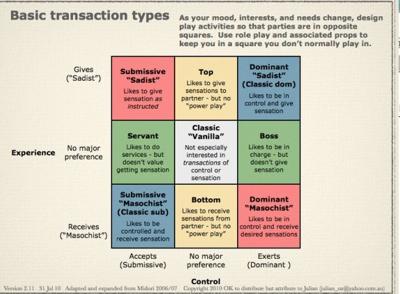 Basic transaction types
As your mood, interests, and needs change, design
play activities so that parties are in opposite
squares. Use role play and associated props to
keep you in a square you don't normally play in.
Gives
("Sadist")
Submissive
"Sadist"
Likes to give
sensation as
instructed
Top
Likes to give
sensations to
partner - but no
"power play"
Dominant
"Sadist"
(Classic dom)
Likes to be in
control and give
sensation
Experience
No major
preference
Servant
Likes to do
services - but
doesn't value
getting sensation
Classic
"Vanilla"
Not especially
interested in
transactions of
control or
sensation
Boss
Likes to be in
charge - but
doesn't give
sensation
Receives
("Masochist")
Submissive
"Masochist"
(Classic sub)
Likes to be
controlled and
receive sensation
Bottom
Likes to receive
sensations from
partner - but no
"power play"
Dominant
"Masochist"
Likes to be in
control and receive
desired sensations
Accepts
(Submissive)
No major
preference
Exerts
(Dominant )
Control
Version 2.11 31 Jul 10 Adapted and expanded from Midori 2006/07 Copyright 2010 OK to distribute but attribute to Julian